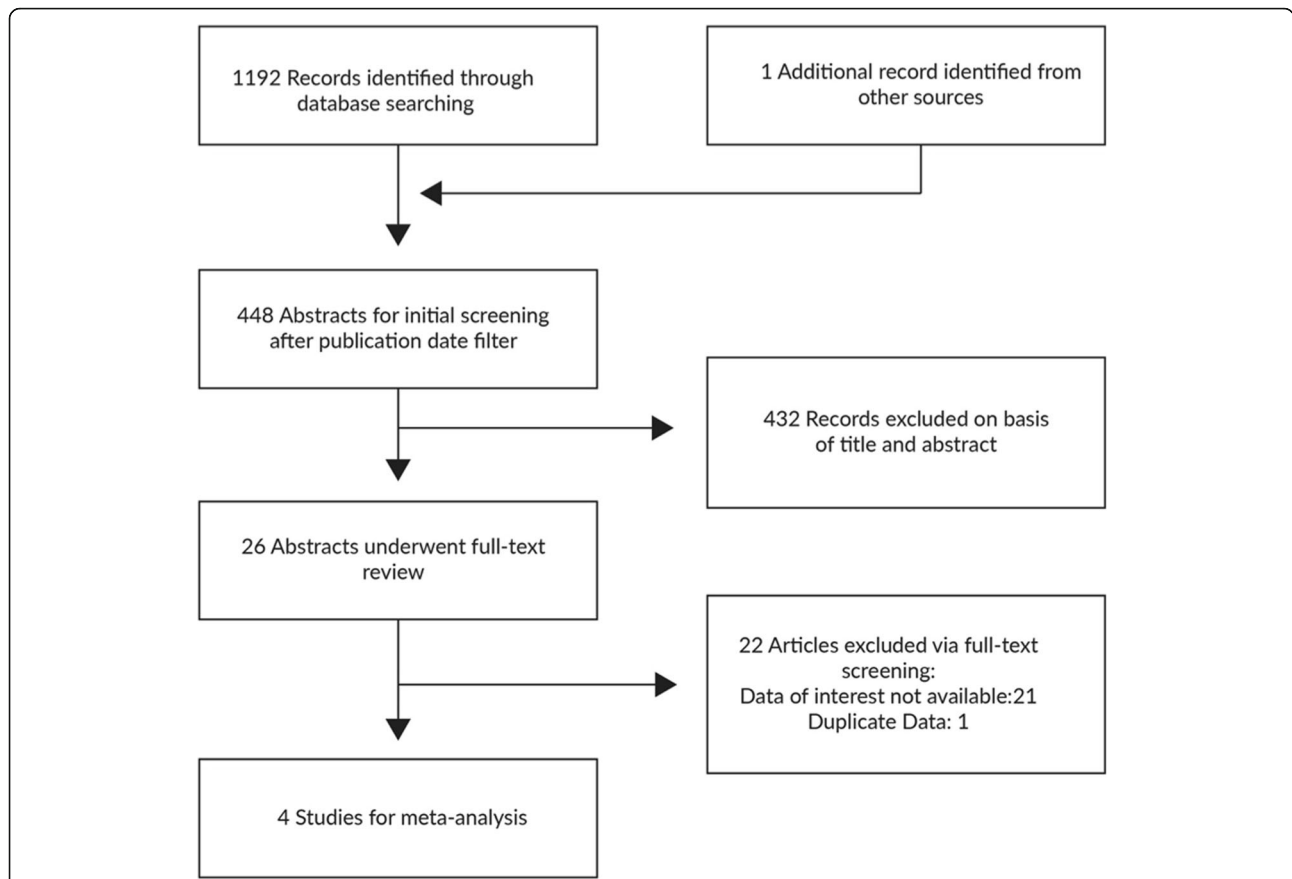 1192 Records identified through
database searching
1 Additional record identified from
other sources
448 Abstracts for initial screening
after publication date filter
432 Records excluded on basis
of title and abstract
26 Abstracts underwent full-text
review
22 Articles excluded via full-text
screening:
Data of interest not available:21
Duplicate Data: 1
4 Studies for meta-analysis